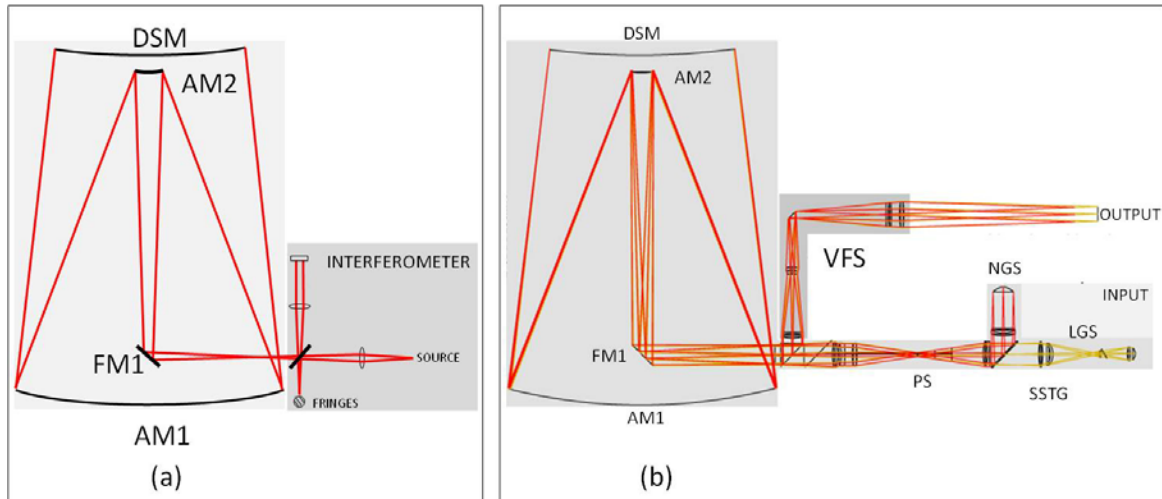 DSM
AM2
INTERFEROMETER
FM1
SOURCE
FRINGES
AM1
(a)
DSM
AM2
OUTPUT
VFS
NGS
INPUT
LGS
FM1
PS
SSTG
AM1
(b)